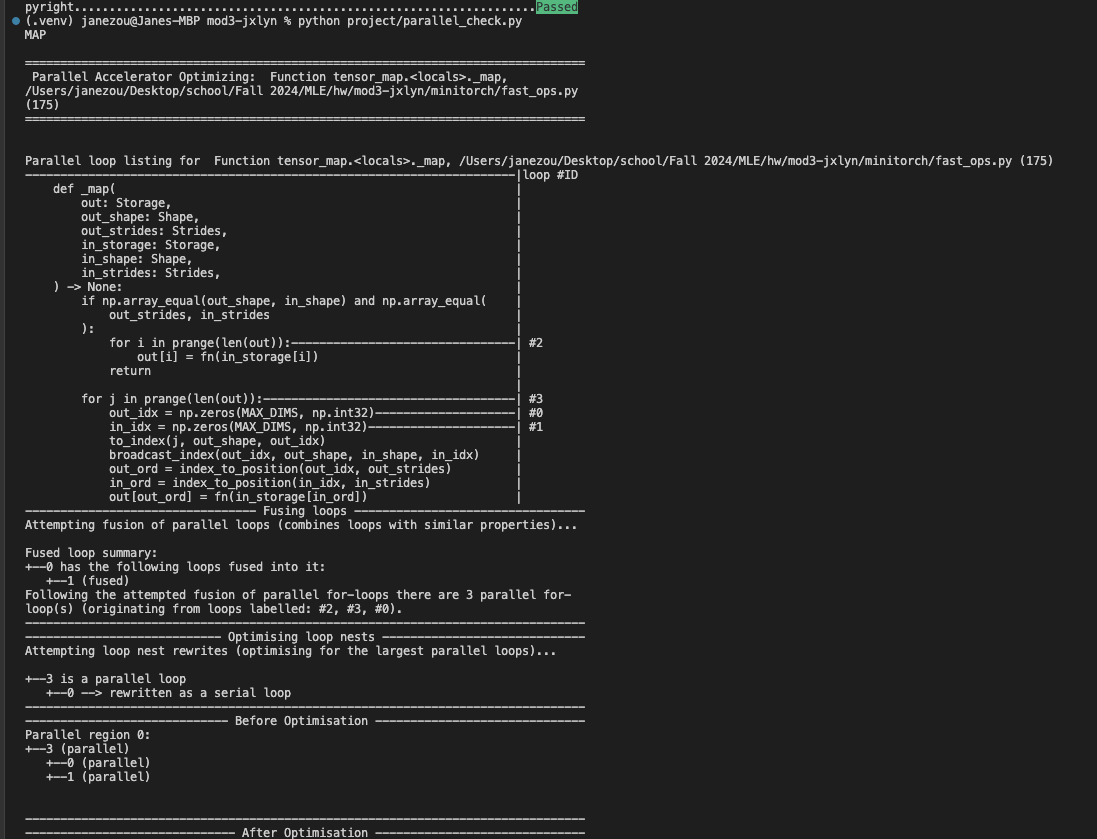 pyright..................................................................Passed
(.venv) janezou@Janes-MBP mod3-jxlyn % python project/parallel_check.py
MAP
================================================================================
 Parallel Accelerator Optimizing:  Function tensor_map.<locals>._map,
/Users/janezou/Desktop/school/Fall 2024/MLE/hw/mod3-jxlyn/minitorch/fast_ops.py
(175)
================================================================================
Parallel loop listing for  Function tensor_map.<locals>._map, /Users/janezou/Desktop/school/Fall 2024/MLE/hw/mod3-jxlyn/minitorch/fast_ops.py (175)
----------------------------------------------------------------------|loop #ID
    def _map(                                                         |
        out: Storage,                                                 |
        out_shape: Shape,                                             |
        out_strides: Strides,                                         |
        in_storage: Storage,                                          |
        in_shape: Shape,                                              |
        in_strides: Strides,                                          |
    ) -> None:                                                        |
        if np.array_equal(out_shape, in_shape) and np.array_equal(    |
            out_strides, in_strides                                   |
        ):                                                            |
            for i in prange(len(out)):--------------------------------| #2
                out[i] = fn(in_storage[i])                            |
            return                                                    |
                                                                      |
        for j in prange(len(out)):------------------------------------| #3
            out_idx = np.zeros(MAX_DIMS, np.int32)--------------------| #0
            in_idx = np.zeros(MAX_DIMS, np.int32)---------------------| #1
            to_index(j, out_shape, out_idx)                           |
            broadcast_index(out_idx, out_shape, in_shape, in_idx)     |
            out_ord = index_to_position(out_idx, out_strides)         |
            in_ord = index_to_position(in_idx, in_strides)            |
            out[out_ord] = fn(in_storage[in_ord])                     |
--------------------------------- Fusing loops ---------------------------------
Attempting fusion of parallel loops (combines loops with similar properties)...
Fused loop summary:
+--0 has the following loops fused into it:
   +--1 (fused)
Following the attempted fusion of parallel for-loops there are 3 parallel for-
loop(s) (originating from loops labelled: #2, #3, #0).
--------------------------------------------------------------------------------
---------------------------- Optimising loop nests -----------------------------
Attempting loop nest rewrites (optimising for the largest parallel loops)...
+--3 is a parallel loop
   +--0 --> rewritten as a serial loop
--------------------------------------------------------------------------------
----------------------------- Before Optimisation ------------------------------
Parallel region 0:
+--3 (parallel)
   +--0 (parallel)
   +--1 (parallel)
--------------------------------------------------------------------------------
------------------------------ After Optimisation ------------------------------